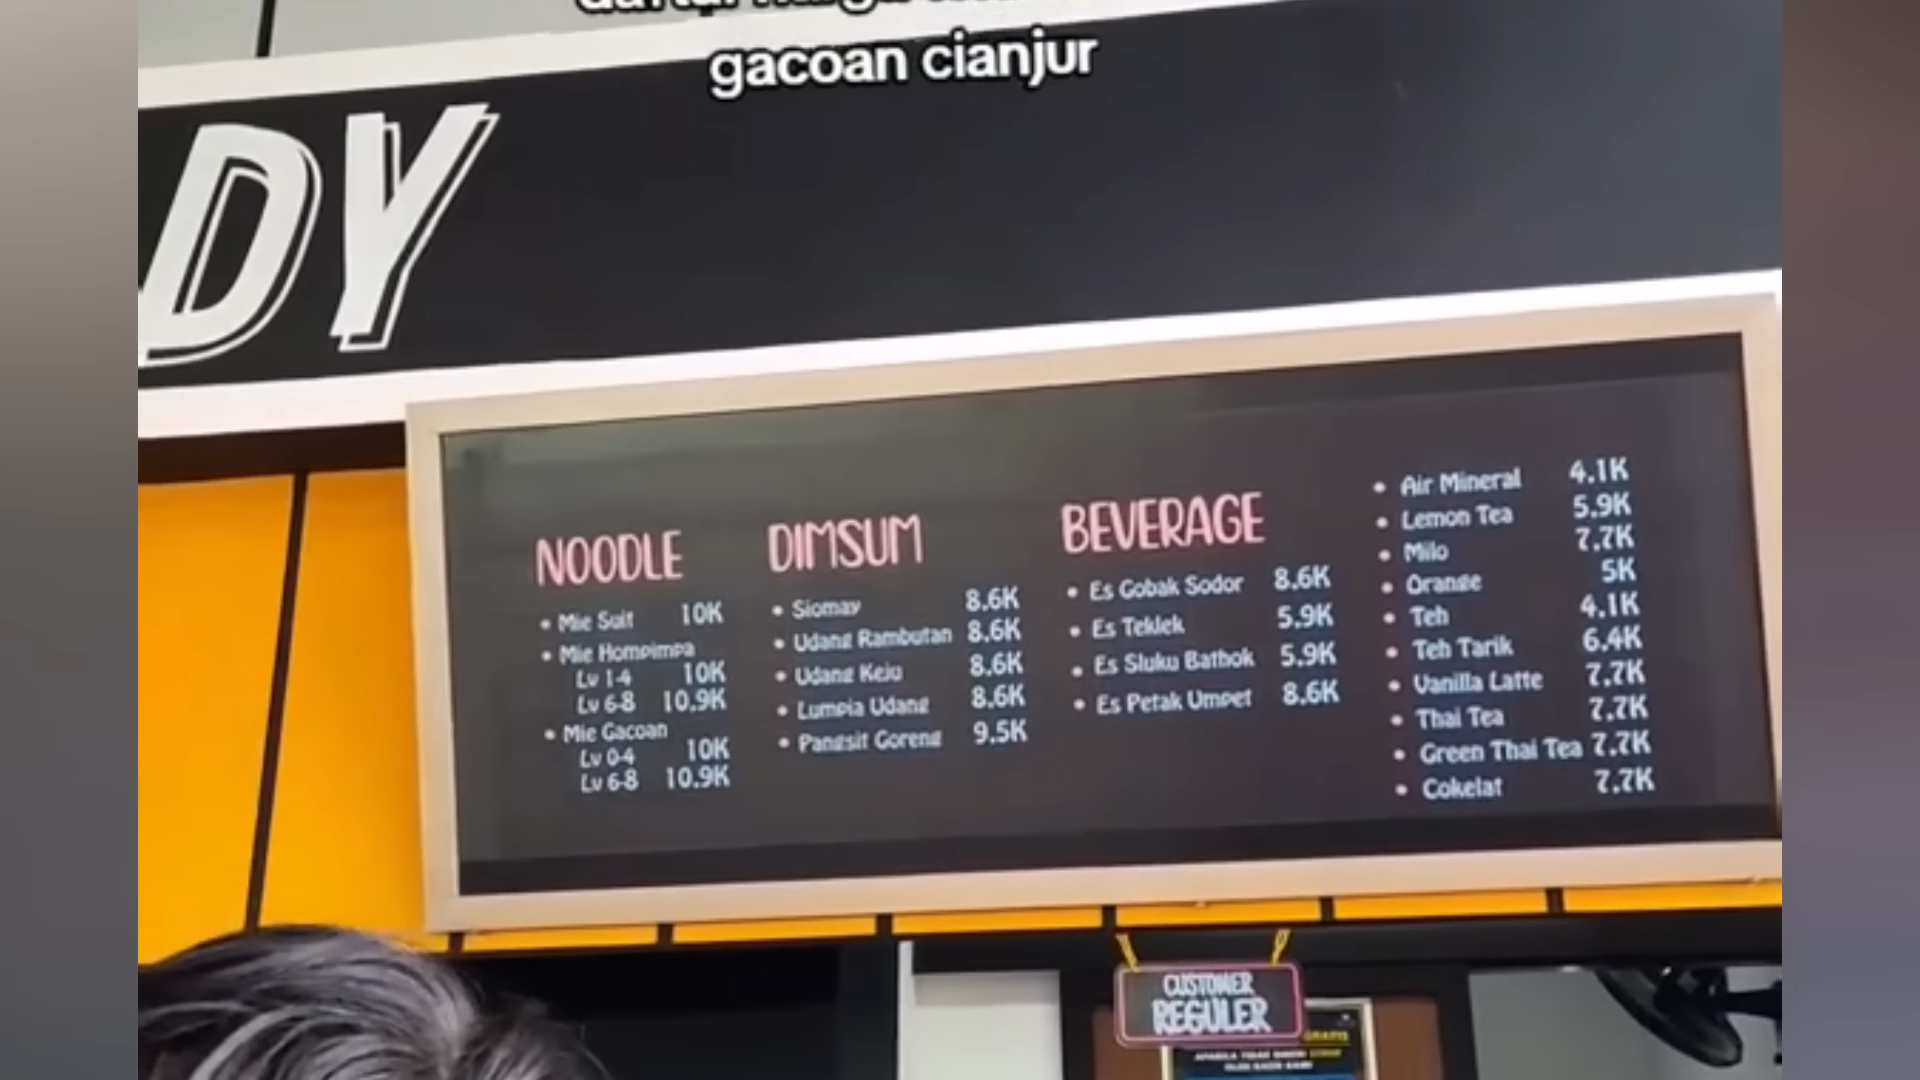 gacoan cianjur
DY
NOODLE
• Mie Suit 10K
• Mie Hompimpa
Lv 1-4 10K
Lv 6-8 10.9K
• Mie Gacoan
Lv 0-4 10K
Lv 6-8 10.9K
DIMSUM
• Siomay 8.6K
• Udang Rambutan 8.6K
• Udang Keju 8.6K
• Lumpia Udang 8.6K
• Pangsit Goreng 9.5K
BEVERAGE
• Es Gobak Sodor 8.6K
• Es Teklek 5.9K
• Es Sluku Bathok 5.9K
• Es Petak Umpet 8.6K
• Air Mineral 4.1K
• Lemon Tea 5.9K
• Milo 7.7K
• Orange 5K
• Teh 4.1K
• Teh Tarik 6.4K
• Vanilla Latte 7.7K
• Thai Tea 7.7K
• Green Thai Tea 7.7K
• Cokelat 7.7K
CUSTOMER
REGULER
GRATIS